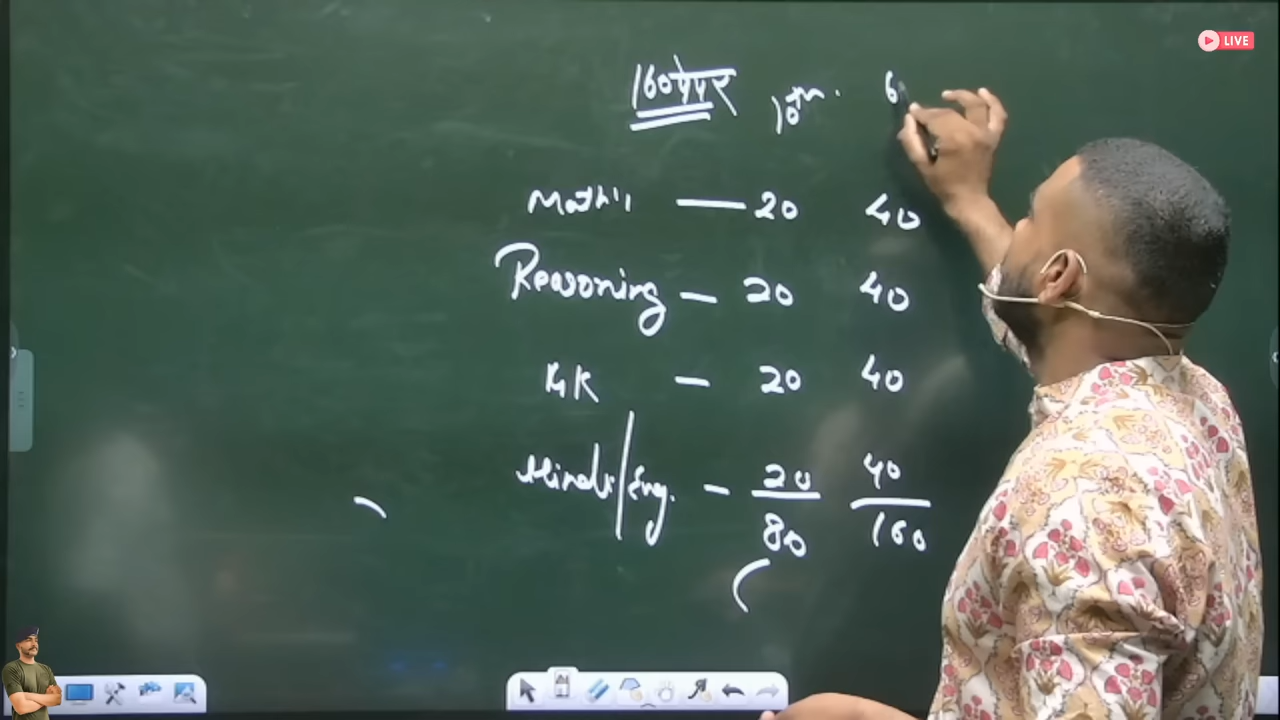 LIVE
160पेपर 10th. 6
Math's — 20 40
Reasoning — 20 40
GK — 20 40
Hindi/Eng. — 20 40
80 160